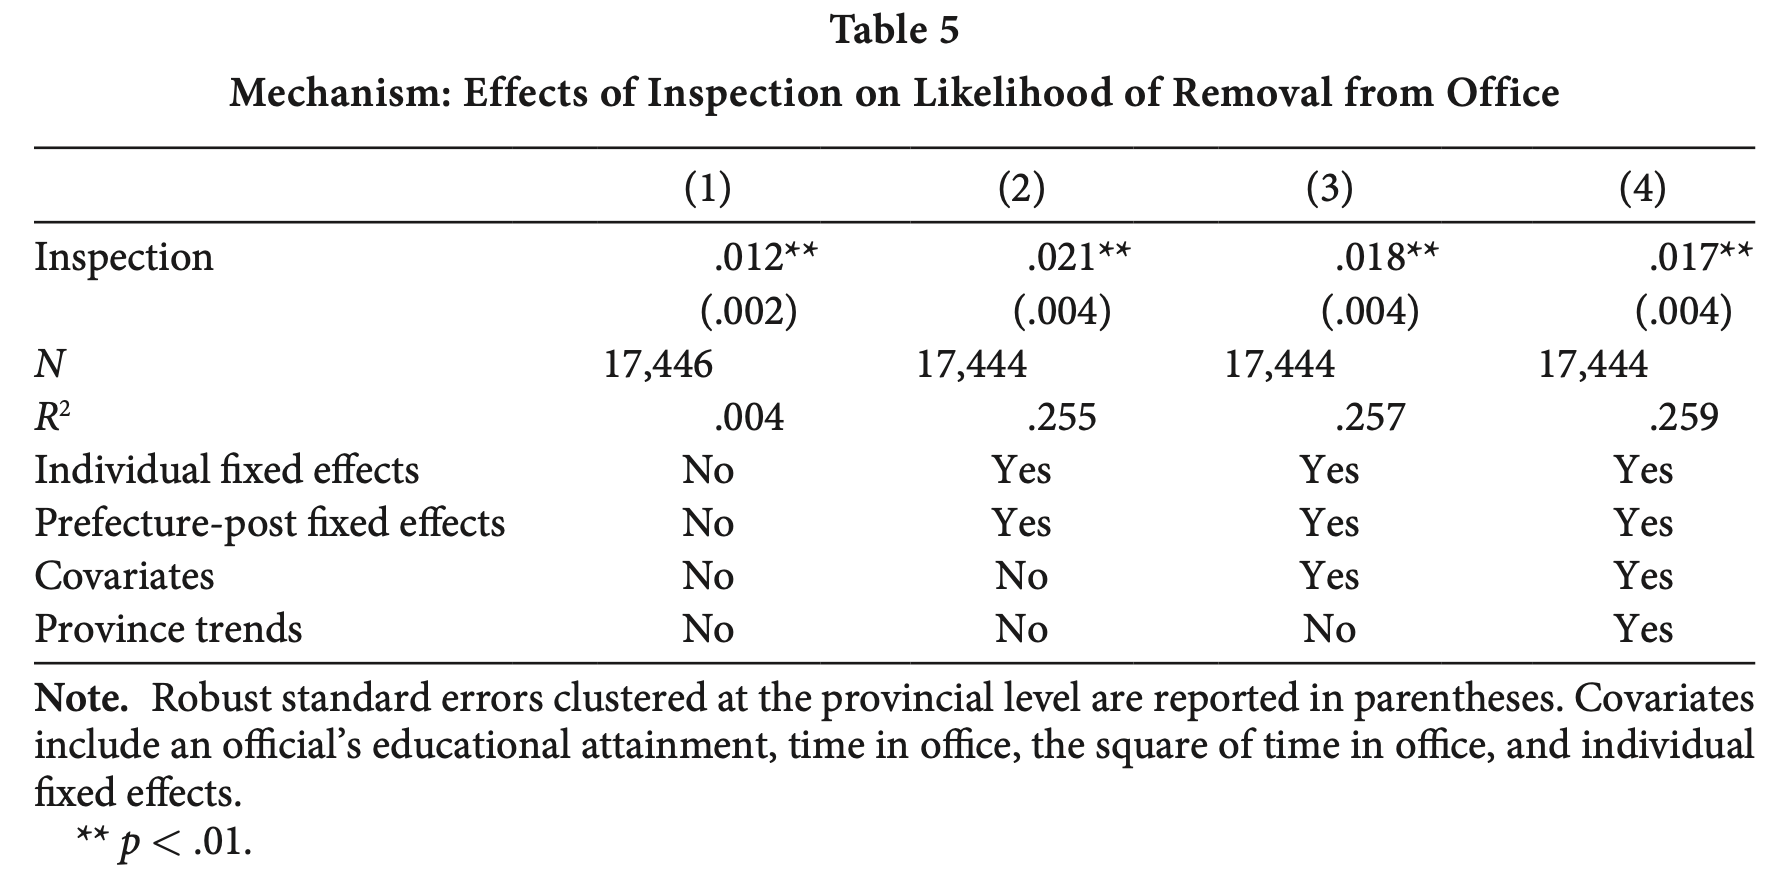 Table 5
Mechanism: Effects of Inspection on Likelihood of Removal from Office
(1) (2) (3) (4)
Inspection .012** .021** .018** .017**
(.002) (.004) (.004) (.004)
N 17,446 17,444 17,444 17,444
R² .004 .255 .257 .259
Individual fixed effects No Yes Yes Yes
Prefecture-post fixed effects No Yes Yes Yes
Covariates No No Yes Yes
Province trends No No No Yes
Note. Robust standard errors clustered at the provincial level are reported in parentheses. Covariates
include an official’s educational attainment, time in office, the square of time in office, and individual
fixed effects.
** p < .01.